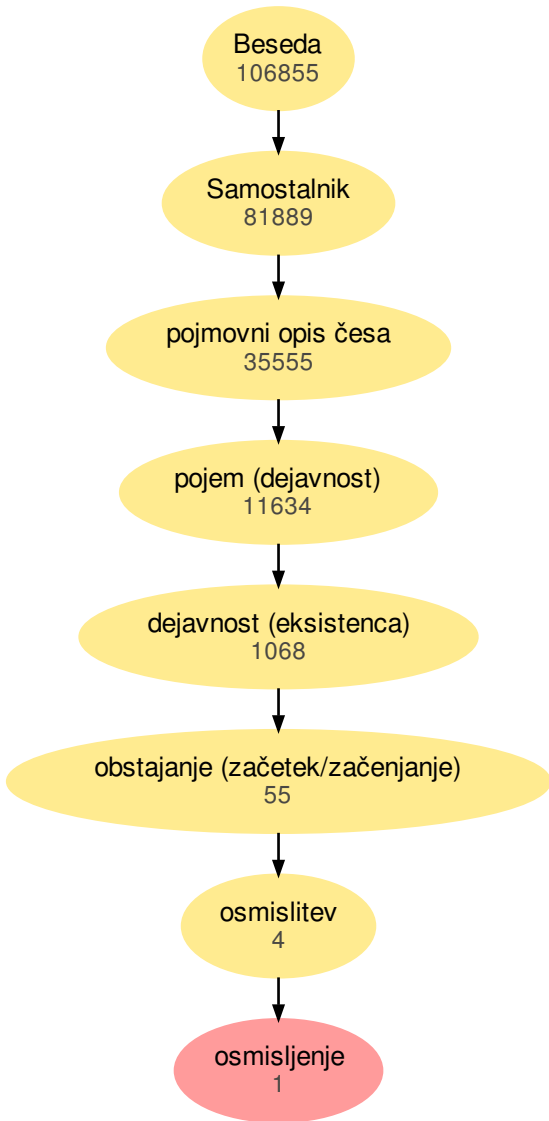 Beseda
106855
Samostalnik
81889
pojmovni opis česa
35555
pojem (dejavnost)
11634
dejavnost (eksistenca)
1068
obstajanje (začetek/začenjanje)
55
osmislitev
4
osmisljenje
1